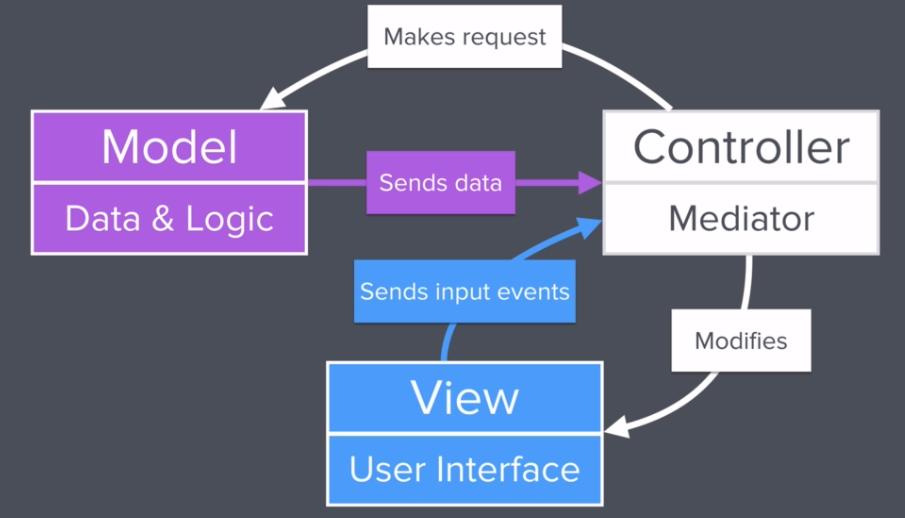 Makes request
Model
Data & Logic
Sends data
Controller
Mediator
Sends input events
Modifies
View
User Interface